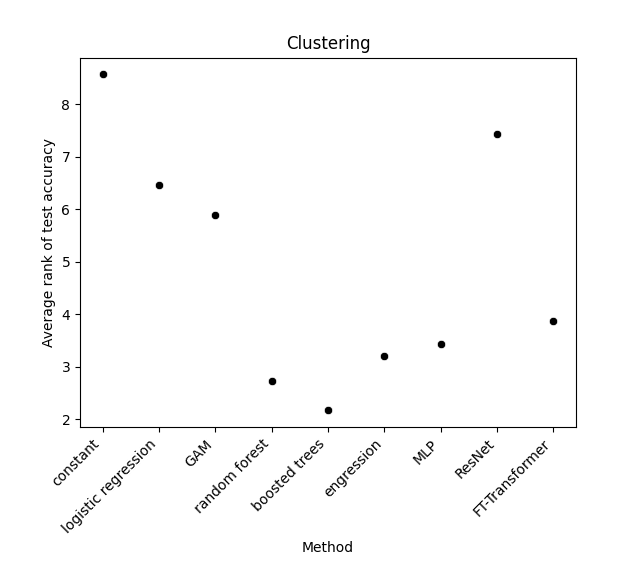 Clustering
Average rank of test accuracy
8
7
6
5
4
3
2
constant
logistic regression
GAM
random forest
boosted trees
engression
MLP
ResNet
FT-Transformer
Method